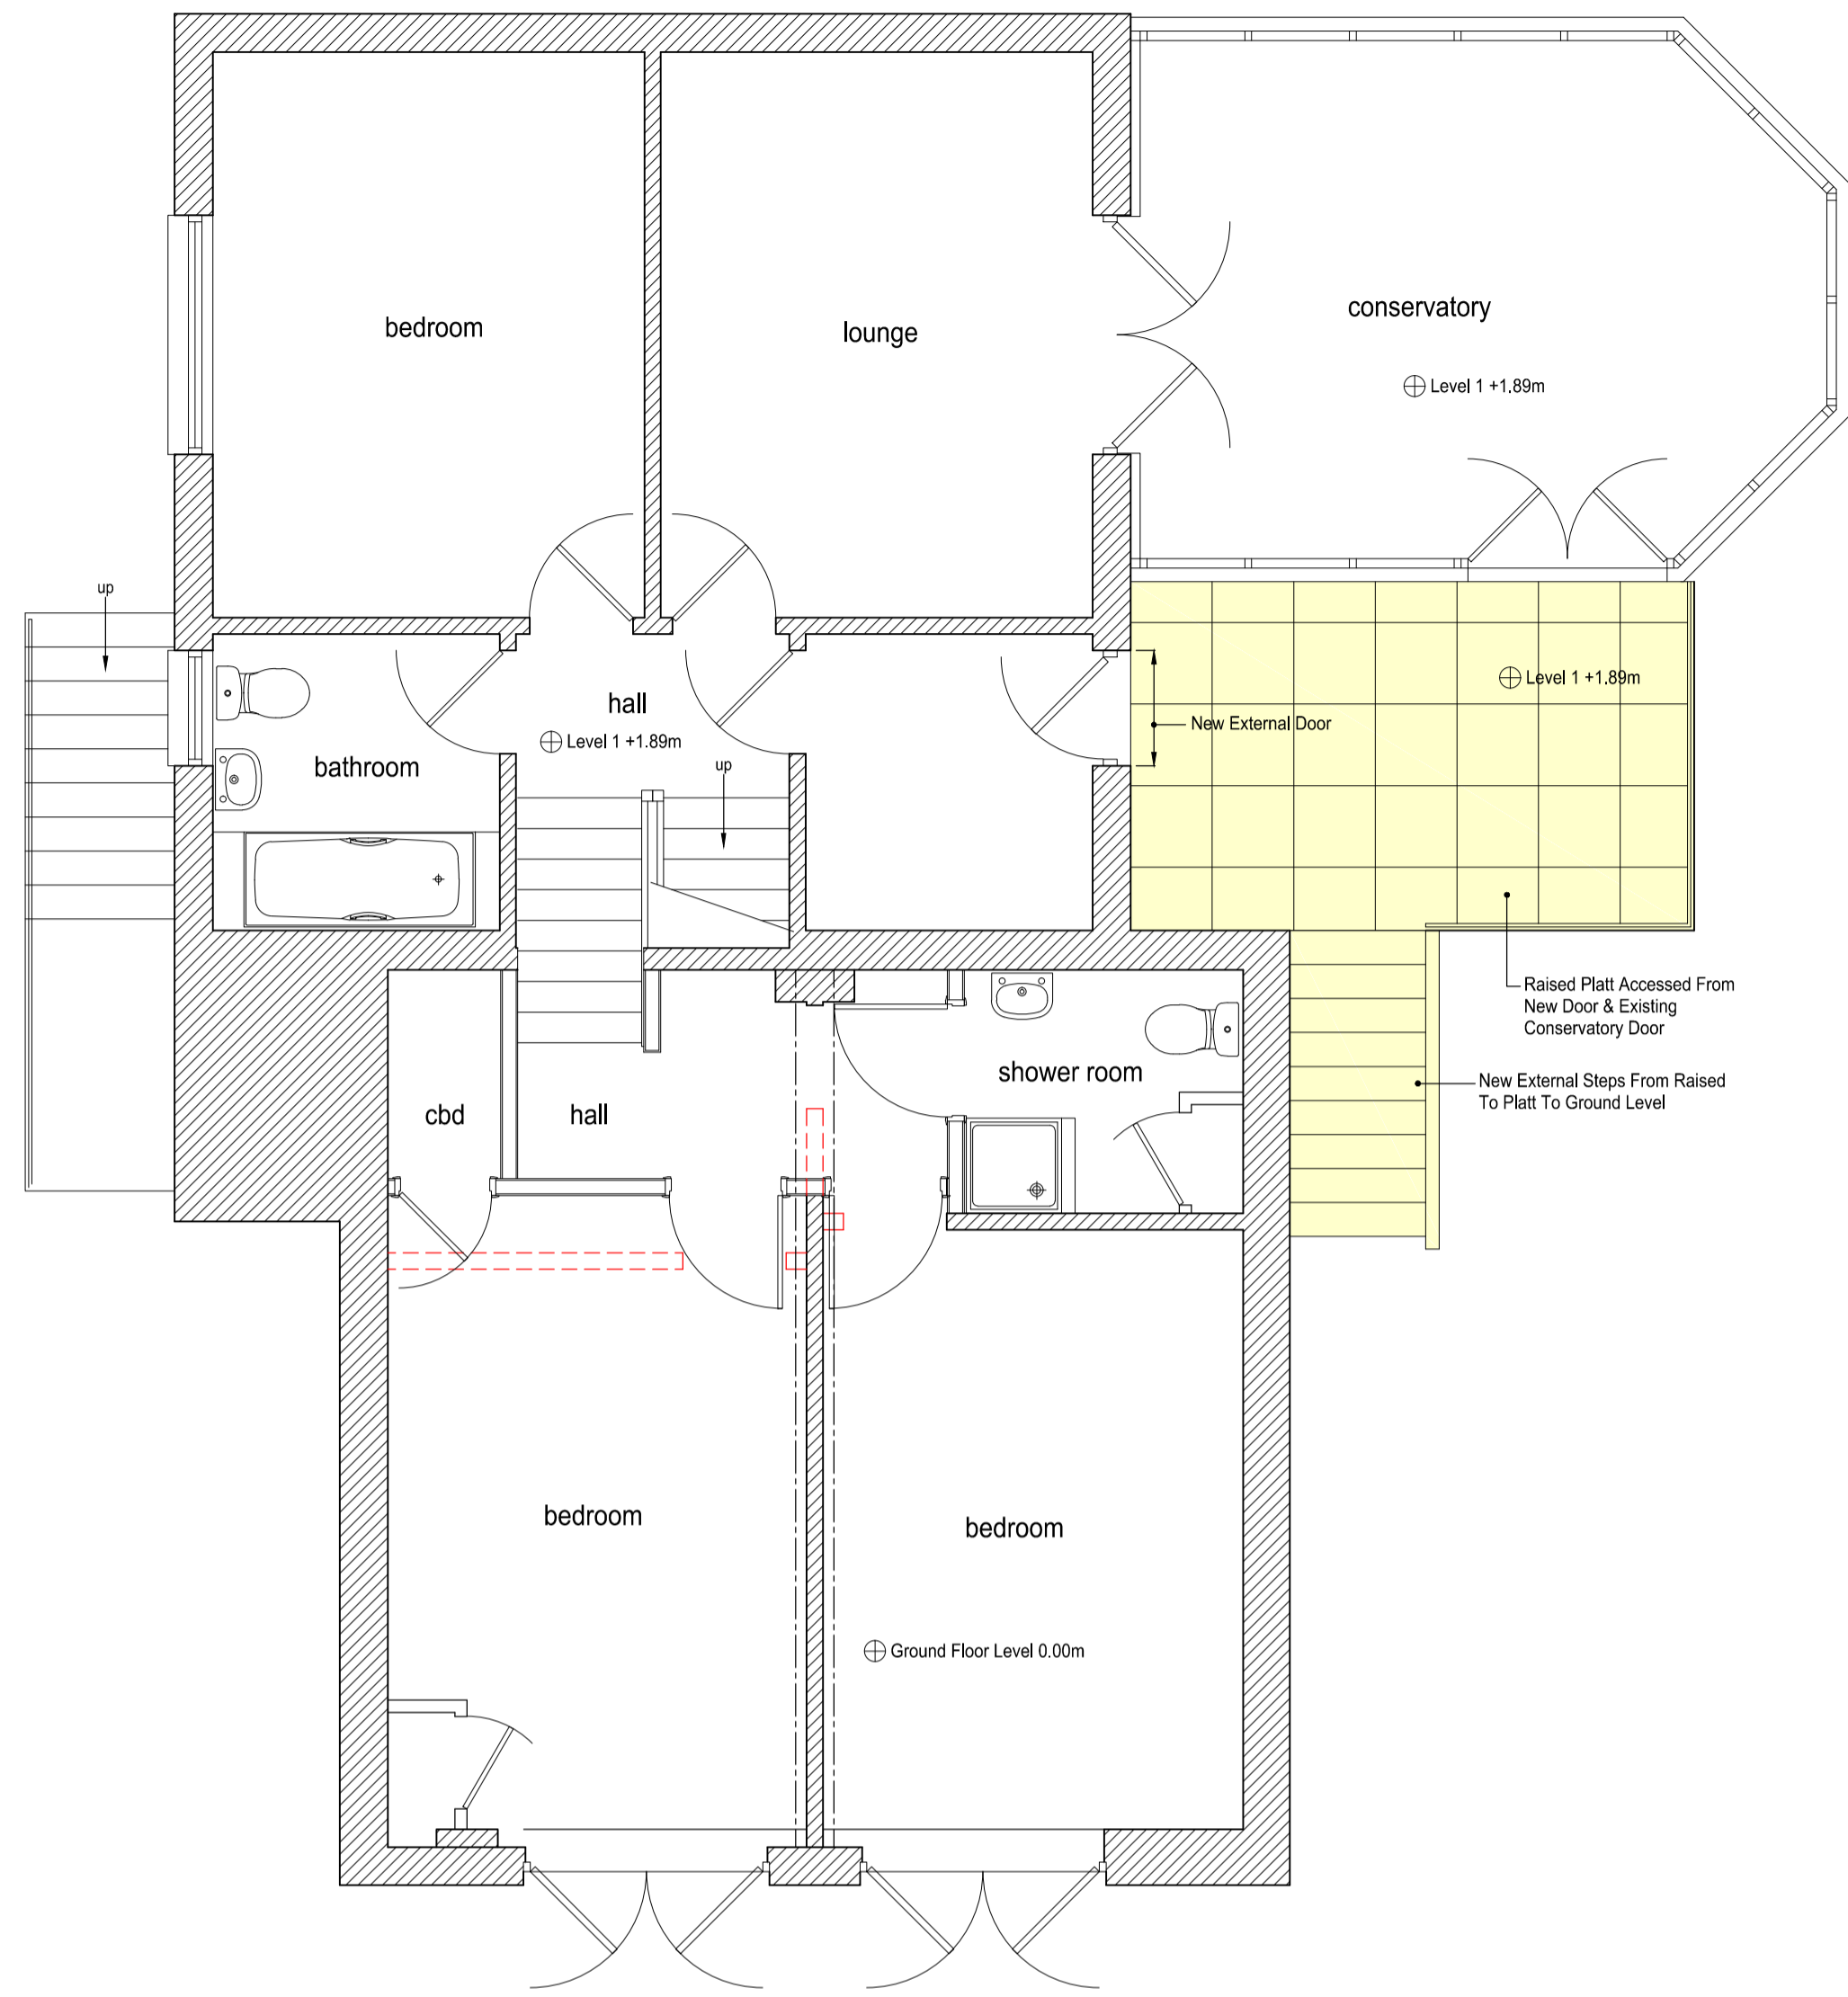 bedroom
lounge
conservatory
Level 1 +1.89m
up
hall
Level 1 +1.89m
bathroom
up
New External Door
Level 1 +1.89m
Raised Platt Accessed From
New Door & Existing
Conservatory Door
New External Steps From Raised
To Platt To Ground Level
shower room
cbd
hall
bedroom
bedroom
Ground Floor Level 0.00m